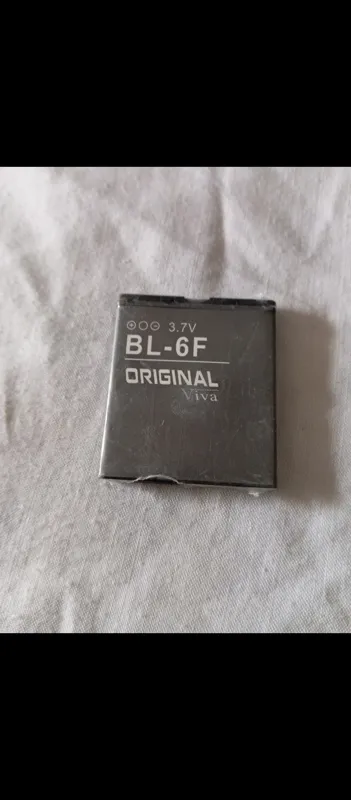 ⊕○⊖ 3.7V
BL-6F
ORIGINAL
Viva